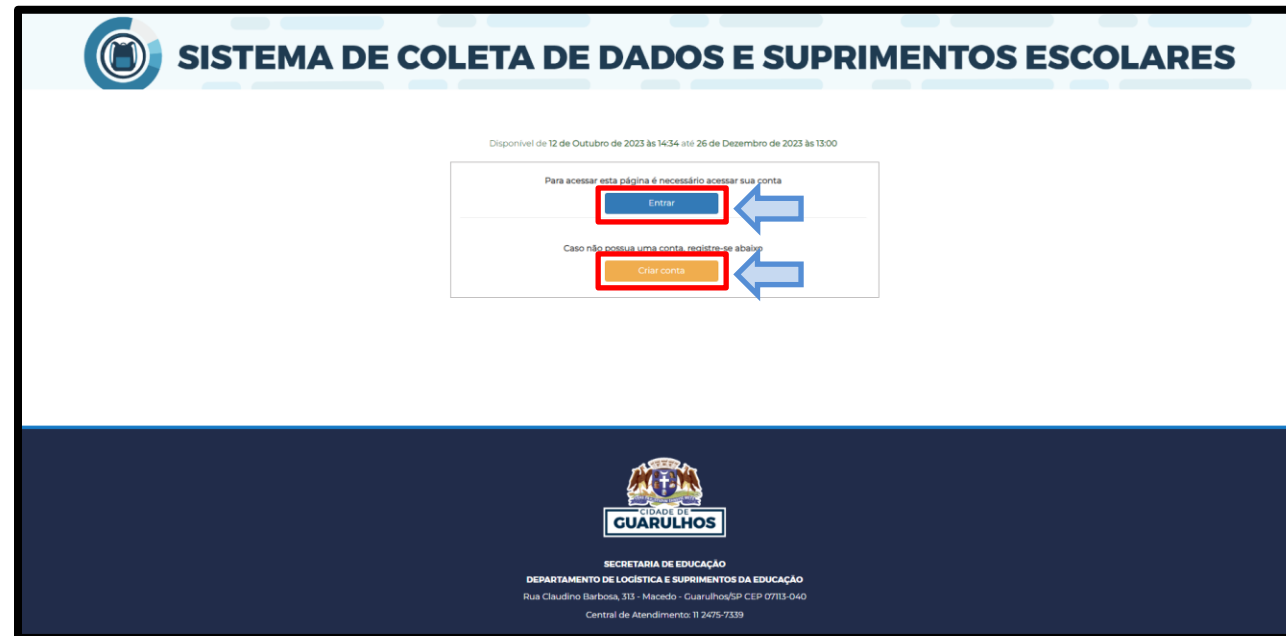 SISTEMA DE COLETA DE DADOS E SUPRIMENTOS ESCOLARES
Disponível de 12 de Outubro de 2023 às 14:34 até 26 de Dezembro de 2023 às 13:00
Para acessar esta página é necessário acessar sua conta
Entrar
Caso não possua uma conta, registre-se abaixo
Criar conta
CIDADE DE
GUARULHOS
SECRETARIA DE EDUCAÇÃO
DEPARTAMENTO DE LOGÍSTICA E SUPRIMENTOS DA EDUCAÇÃO
Rua Claudino Barbosa, 313 - Macedo - Guarulhos/SP CEP 07113-040
Central de Atendimento: 11 2475-7339